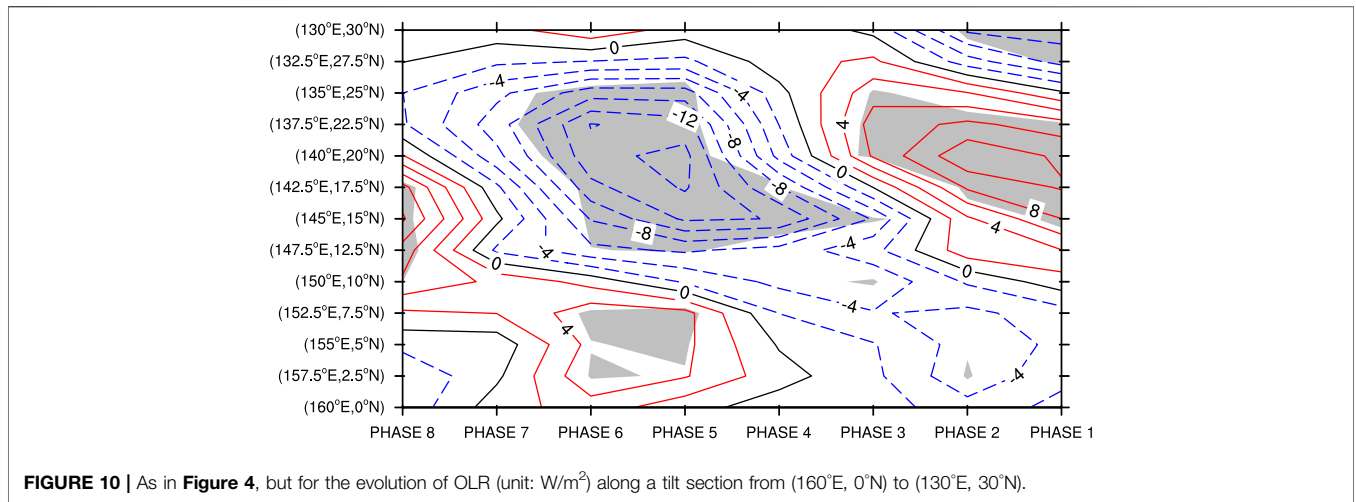 (130°E,30°N)
(132.5°E,27.5°N)
(135°E,25°N)
(137.5°E,22.5°N)
(140°E,20°N)
(142.5°E,17.5°N)
(145°E,15°N)
(147.5°E,12.5°N)
(150°E,10°N)
(152.5°E,7.5°N)
(155°E,5°N)
(157.5°E,2.5°N)
(160°E,0°N)
0
-4
-4
-12
-8
4
0
-8
8
4
-8
-4
-4
0
0
0
-4
4
-4
PHASE 8 PHASE 7 PHASE 6 PHASE 5 PHASE 4 PHASE 3 PHASE 2 PHASE 1
FIGURE 10 | As in Figure 4, but for the evolution of OLR (unit: W/m²) along a tilt section from (160°E, 0°N) to (130°E, 30°N).